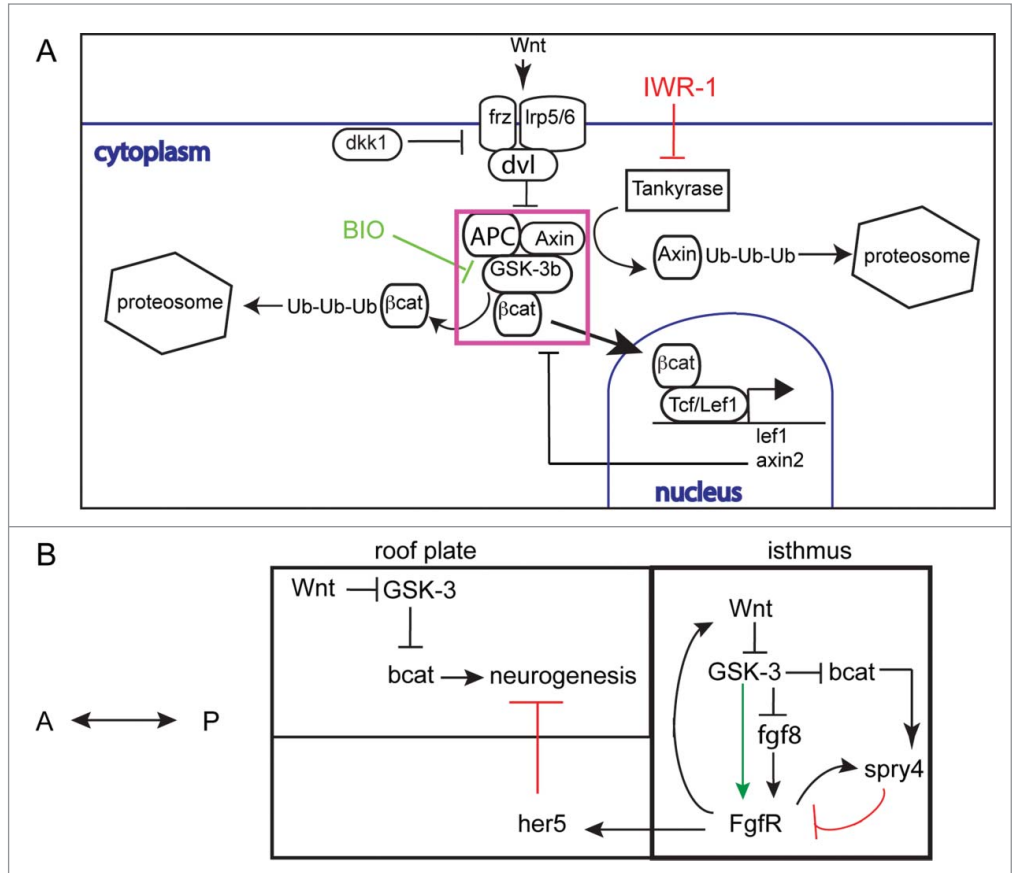 A
Wnt
IWR-1
frz lrp5/6
dkk1
cytoplasm
dvl
Tankyrase
BIO
APC Axin
Axin Ub-Ub-Ub
proteosome
GSK-3b
proteosome
Ub-Ub-Ub βcat
βcat
βcat
Tcf/Lef1
lef1
axin2
nucleus
B
roof plate
isthmus
Wnt GSK-3
Wnt
bcat neurogenesis
GSK-3 bcat
A P
fgf8
spry4
her5
FgfR